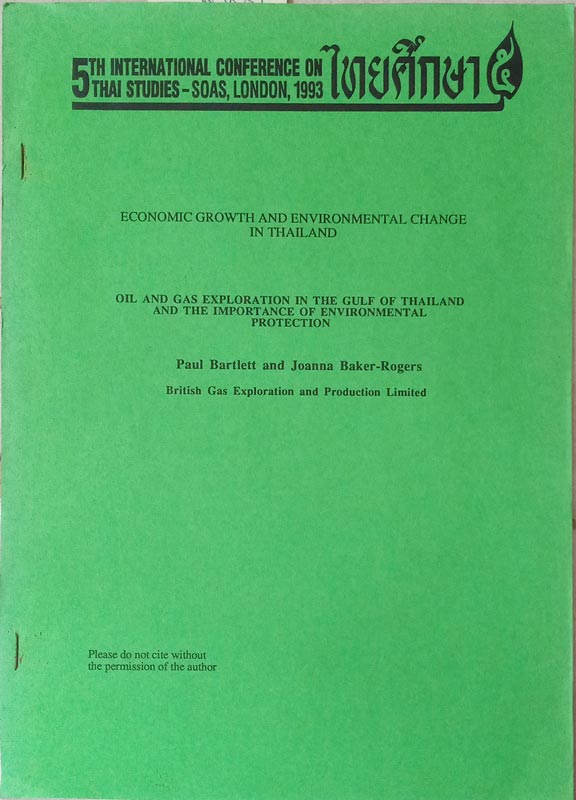 5TH INTERNATIONAL CONFERENCE ON
THAI STUDIES – SOAS, LONDON, 1993
ไทยศึกษา ๕
ECONOMIC GROWTH AND ENVIRONMENTAL CHANGE
IN THAILAND
OIL AND GAS EXPLORATION IN THE GULF OF THAILAND
AND THE IMPORTANCE OF ENVIRONMENTAL
PROTECTION
Paul Bartlett and Joanna Baker-Rogers
British Gas Exploration and Production Limited
Please do not cite without
the permission of the author